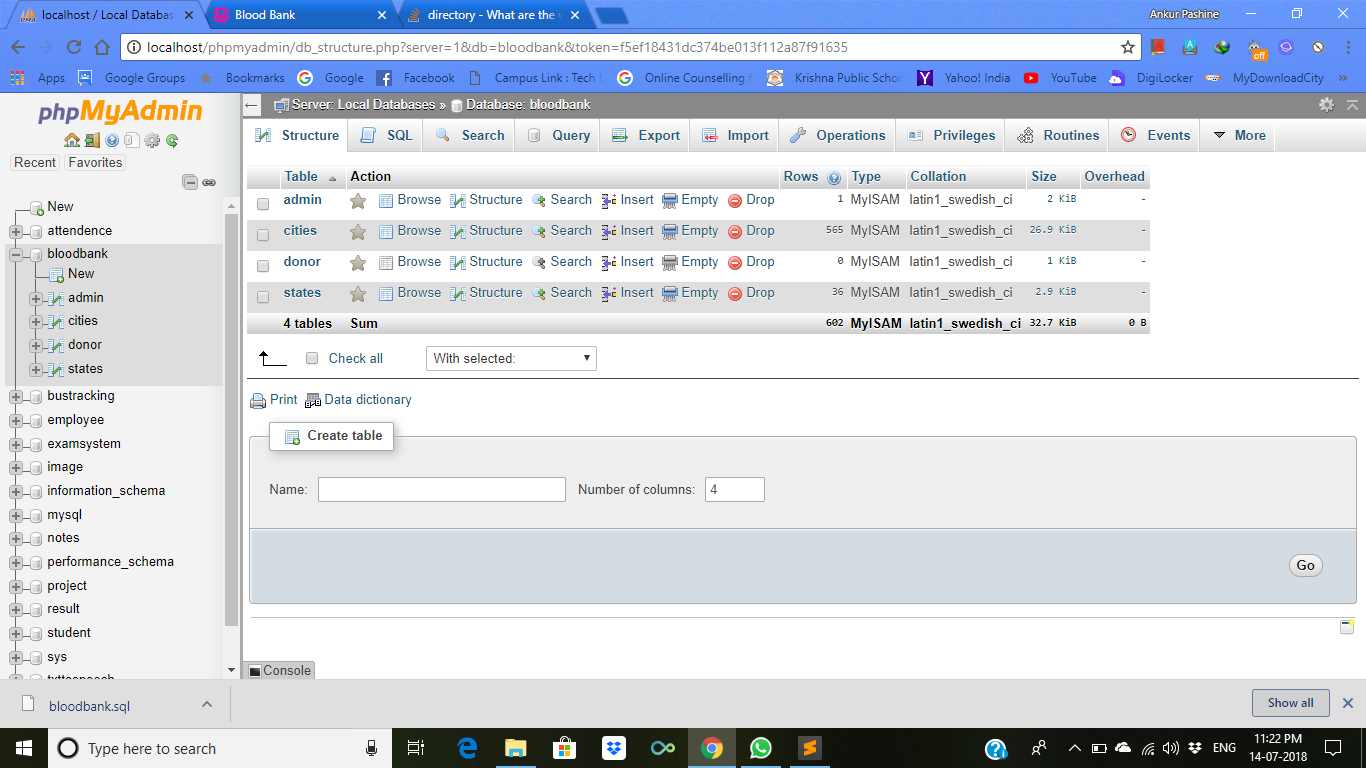 localhost / Local Databas
Blood Bank
directory - What are the
Ankur Pashine
localhost/phpmyadmin/db_structure.php?server=1&db=bloodbank&token=f5ef18431dc374be013f112a87f91635
off
Apps
Google Groups
Bookmarks
Google
Facebook
Campus Link : Tech
Online Counselling f
Krishna Public Schoo
Yahoo! India
YouTube
DigiLocker
MyDownloadCity
»
phpMyAdmin
Recent
Favorites
New
attendence
bloodbank
New
admin
cities
donor
states
bustracking
employee
examsystem
image
information_schema
mysql
notes
performance_schema
project
result
student
sys
Server: Local Databases » Database: bloodbank
Structure SQL Search Query Export Import Operations Privileges Routines Events More
Table Action Rows Type Collation Size Overhead
admin Browse Structure Search Insert Empty Drop 1 MyISAM latin1_swedish_ci 2 KiB -
cities Browse Structure Search Insert Empty Drop 565 MyISAM latin1_swedish_ci 26.9 KiB -
donor Browse Structure Search Insert Empty Drop 0 MyISAM latin1_swedish_ci 1 KiB -
states Browse Structure Search Insert Empty Drop 36 MyISAM latin1_swedish_ci 2.9 KiB -
4 tables Sum 602 MyISAM latin1_swedish_ci 32.7 KiB 0 B
Check all
With selected:
Print Data dictionary
Create table
Name:
Number of columns: 4
Go
Console
bloodbank.sql
Show all
Type here to search
ENG
11:22 PM
14-07-2018